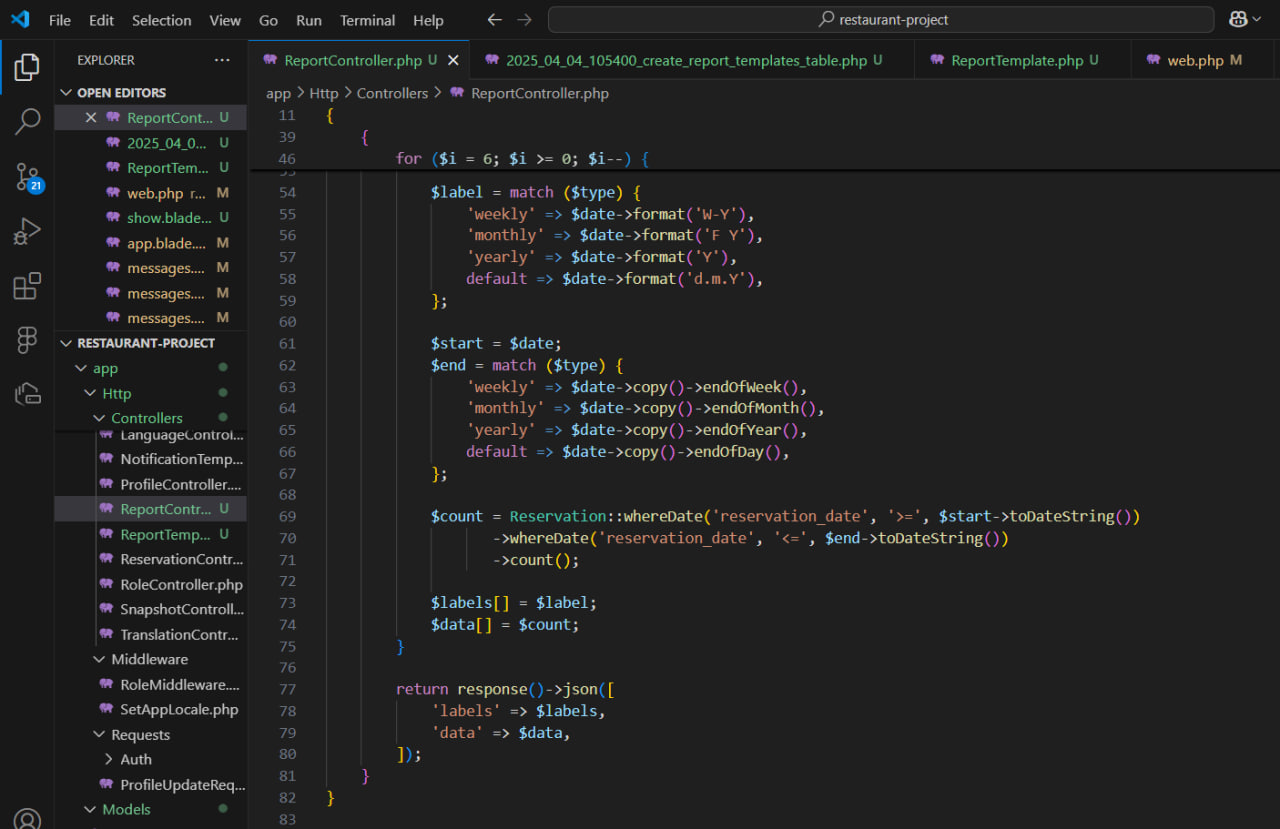 File Edit Selection View Go Run Terminal Help
restaurant-project
EXPLORER
OPEN EDITORS
ReportCont... U
2025_04_0... U
ReportTem... U
web.php r... M
show.blade... U
app.blade.... M
messages.... M
messages.... M
messages.... M
RESTAURANT-PROJECT
app
Http
Controllers
LanguageControl...
NotificationTemp...
ProfileController....
ReportContr... U
ReportTemp... U
ReservationContr...
RoleController.php
SnapshotControll...
TranslationContr...
Middleware
RoleMiddleware....
SetAppLocale.php
Requests
Auth
ProfileUpdateReq...
Models
21
ReportController.php U
2025_04_04_105400_create_report_templates_table.php U
ReportTemplate.php U
web.php M
app > Http > Controllers > ReportController.php
11 {
39 {
46 for ($i = 6; $i >= 0; $i--) {
53
54 $label = match ($type) {
55 'weekly' => $date->format('W-Y'),
56 'monthly' => $date->format('F Y'),
57 'yearly' => $date->format('Y'),
58 default => $date->format('d.m.Y'),
59 };
60
61 $start = $date;
62 $end = match ($type) {
63 'weekly' => $date->copy()->endOfWeek(),
64 'monthly' => $date->copy()->endOfMonth(),
65 'yearly' => $date->copy()->endOfYear(),
66 default => $date->copy()->endOfDay(),
67 };
68
69 $count = Reservation::whereDate('reservation_date', '>=', $start->toDateString())
70 ->whereDate('reservation_date', '<=', $end->toDateString())
71 ->count();
72
73 $labels[] = $label;
74 $data[] = $count;
75 }
76
77 return response()->json([
78 'labels' => $labels,
79 'data' => $data,
80 ]);
81 }
82 }
83